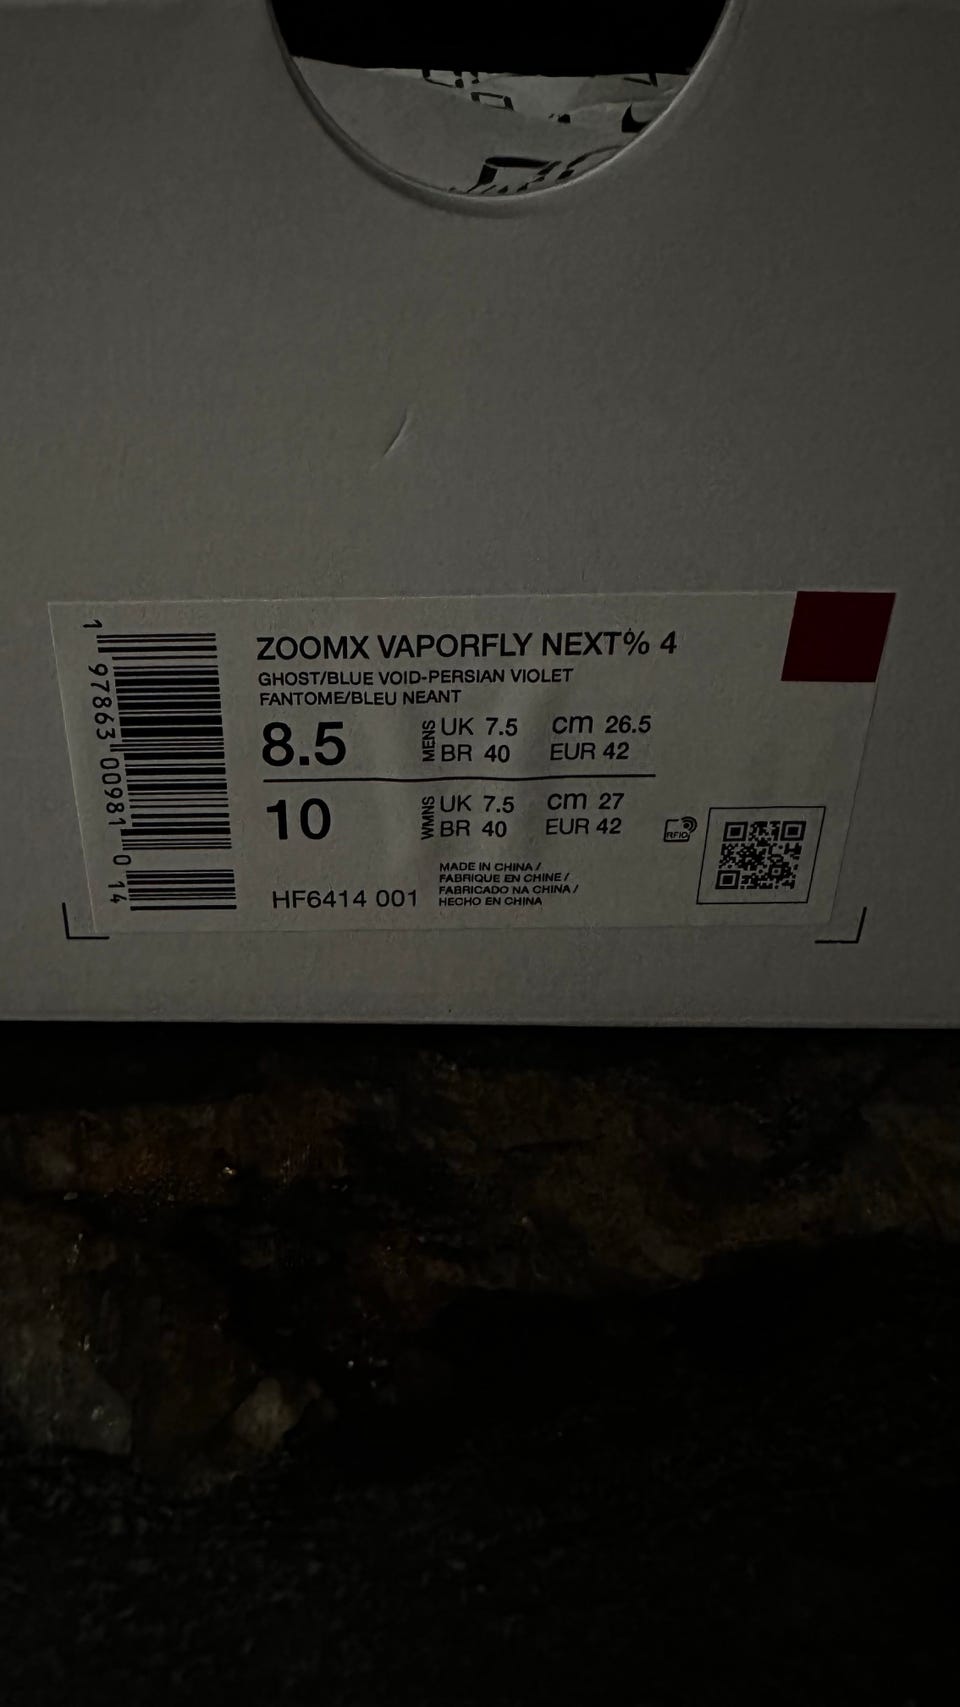 ZOOMX VAPORFLY NEXT% 4
GHOST/BLUE VOID-PERSIAN VIOLET
FANTOME/BLEU NEANT
8.5 MENS UK 7.5 cm 26.5
BR 40 EUR 42
10 WMNS UK 7.5 cm 27
BR 40 EUR 42
RFID
HF6414 001
MADE IN CHINA /
FABRIQUE EN CHINE /
FABRICADO NA CHINA /
HECHO EN CHINA
1 97863 00981 0 14